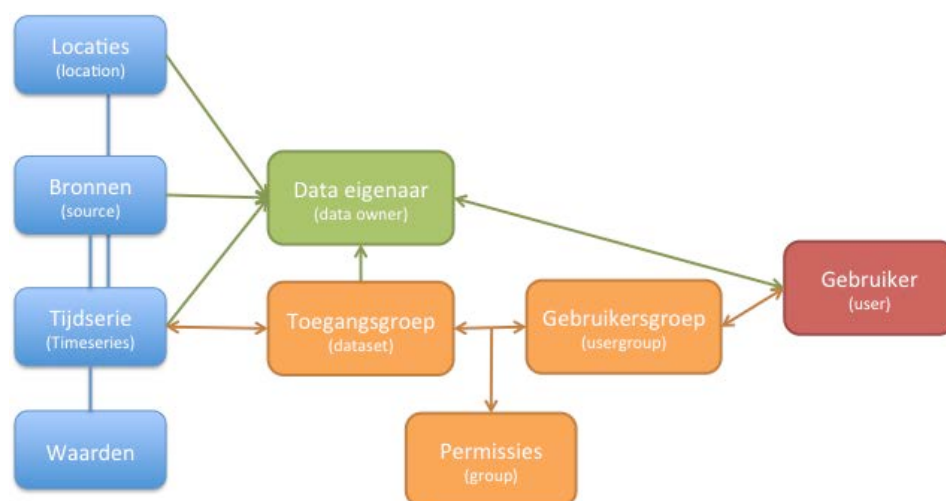 Locaties
(location)
Bronnen
(source)
Data eigenaar
(data owner)
Gebruiker
(user)
Tijdserie
(Timeseries)
Toegangsgroep
(dataset)
Gebruikersgroep
(usergroup)
Waarden
Permissies
(group)